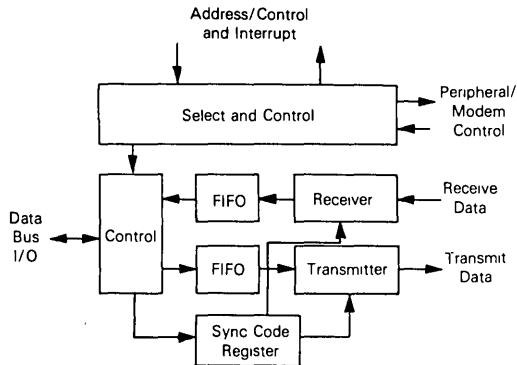 Address/Control
and Interrupt
Select and Control
Peripheral/
Modem
Control
FIFO
Receiver
Receive
Data
Data
Bus
I/O
Control
FIFO
Transmitter
Transmit
Data
Sync Code
Register